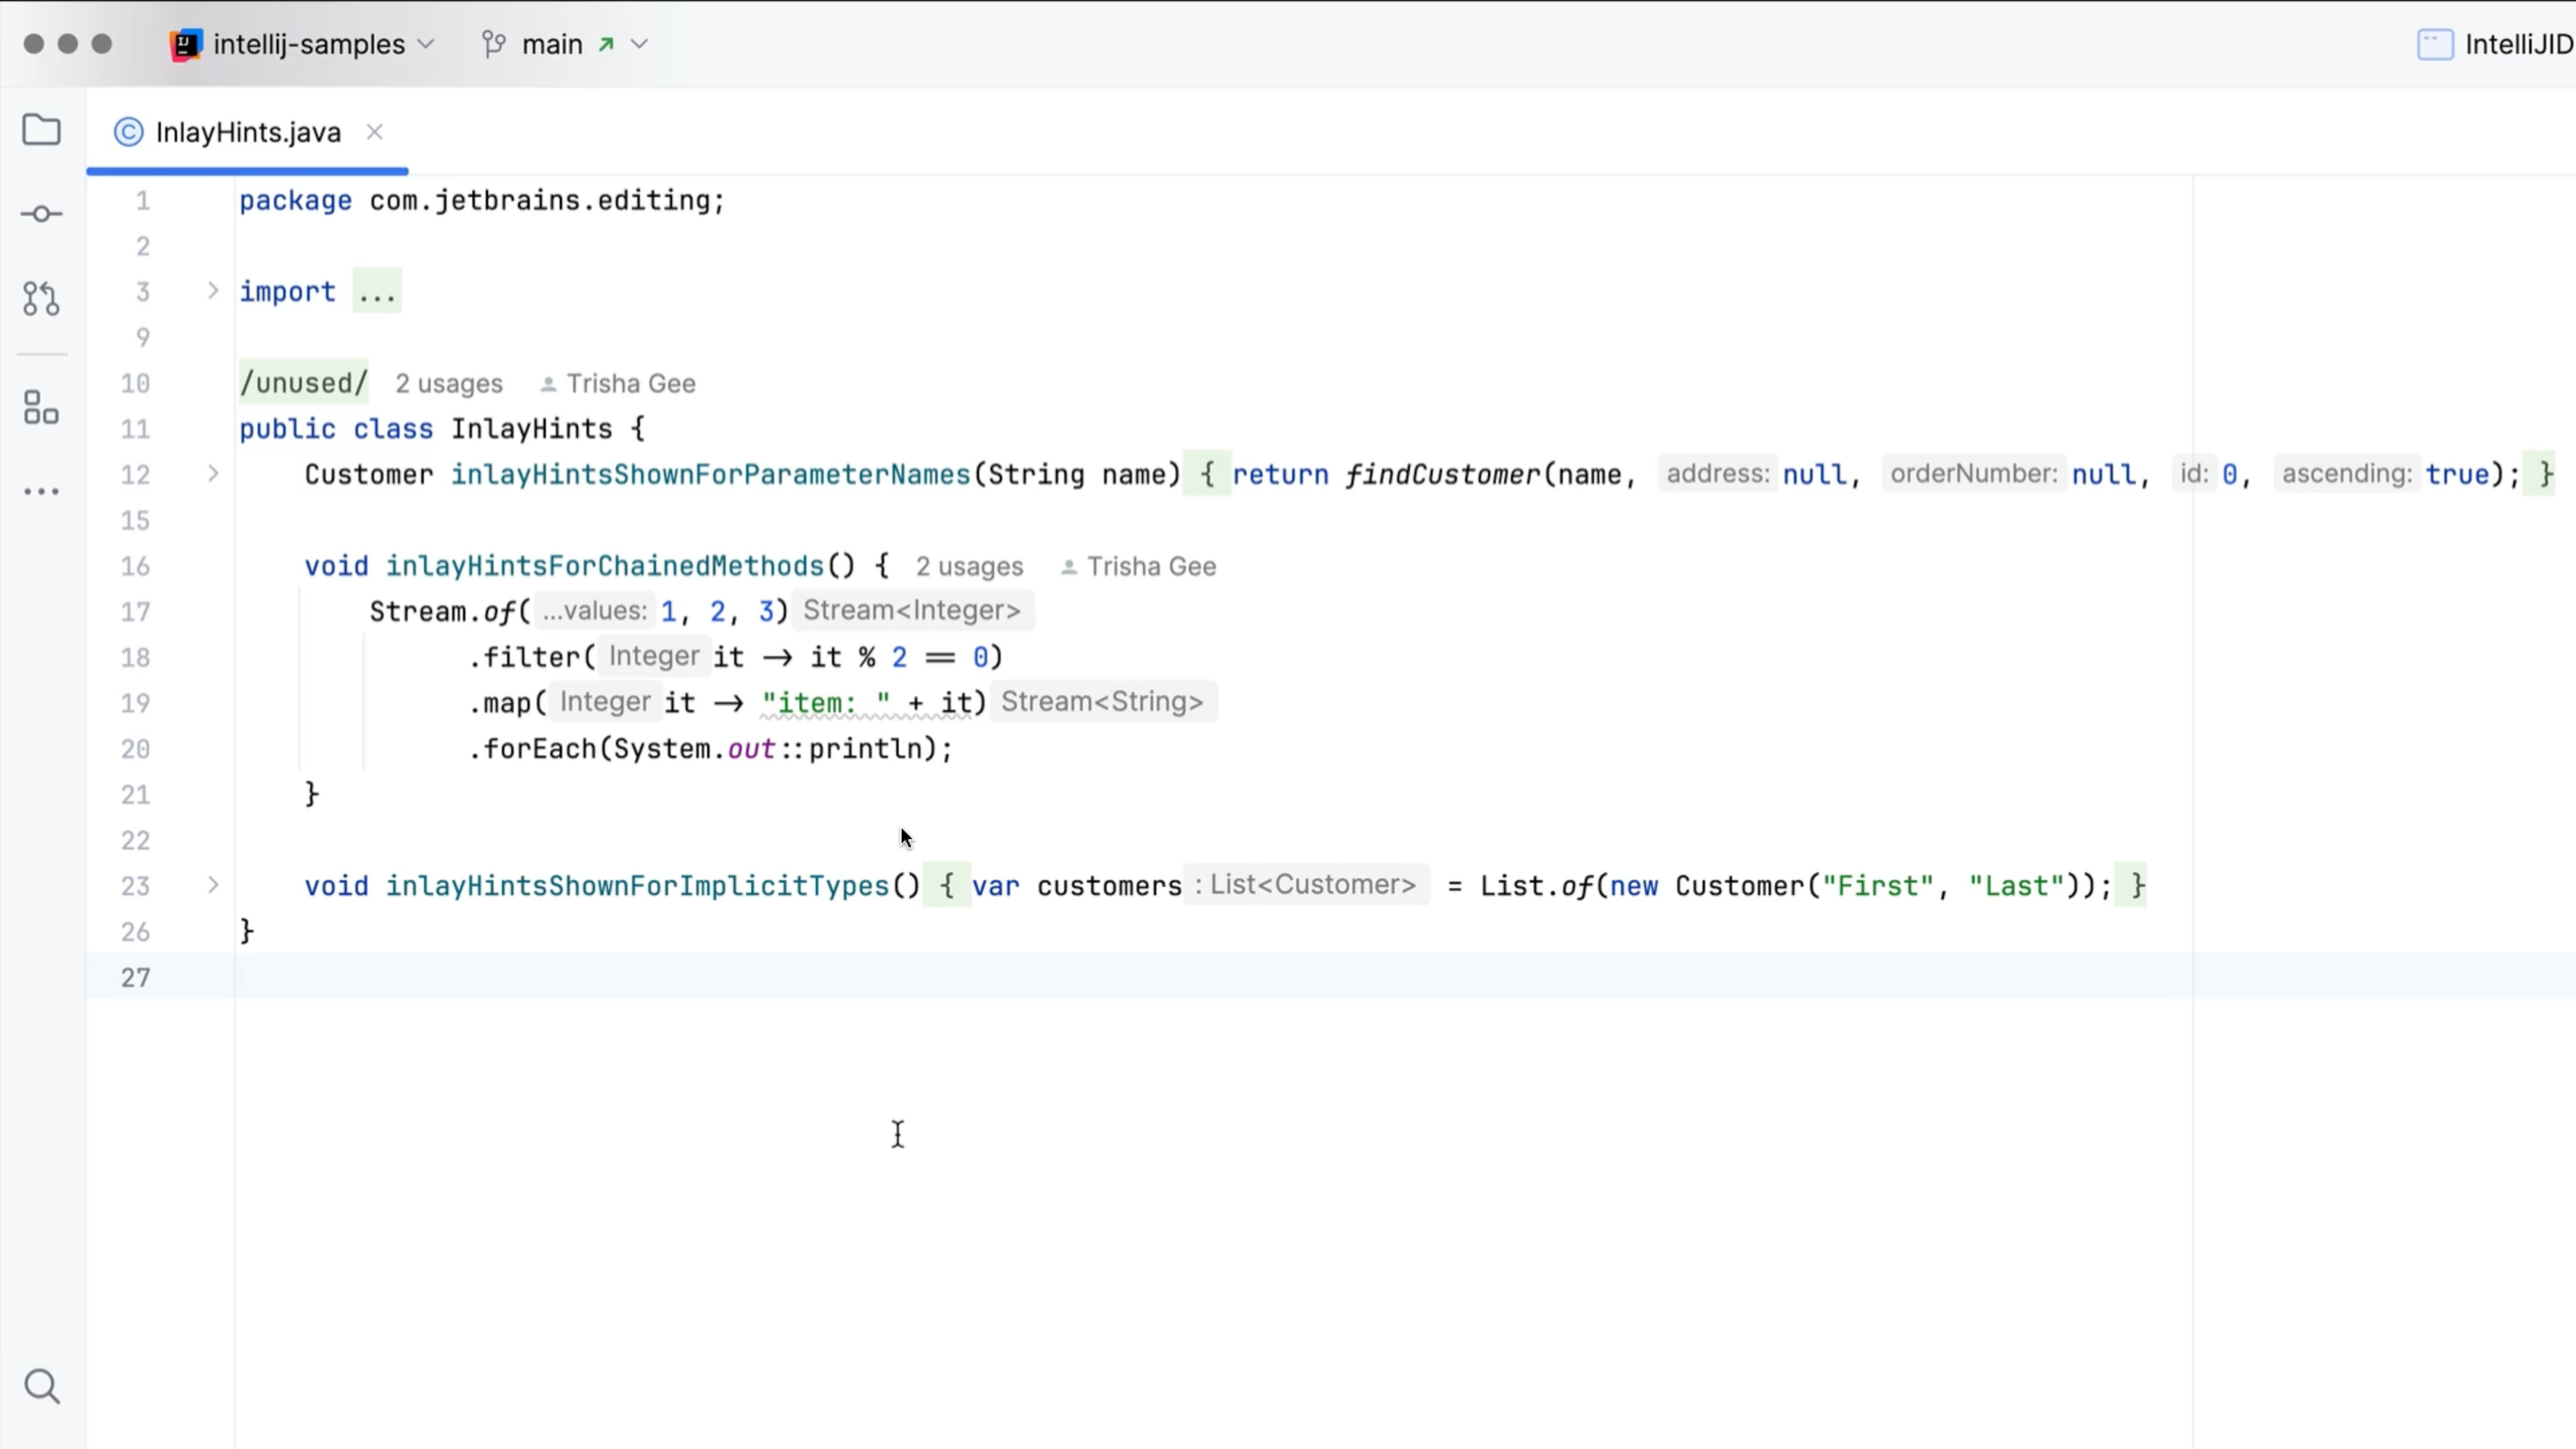 intellij-samples main IntelliJID
InlayHints.java
1 package com.jetbrains.editing;
2
3 import ...
9
10 /unused/ 2 usages Trisha Gee
11 public class InlayHints {
12 Customer inlayHintsShownForParameterNames(String name) { return findCustomer(name, address: null, orderNumber: null, id: 0, ascending: true); }
15
16 void inlayHintsForChainedMethods() { 2 usages Trisha Gee
17 Stream.of( ...values: 1, 2, 3) Stream<Integer>
18 .filter( Integer it → it % 2 == 0)
19 .map( Integer it → "item: " + it) Stream<String>
20 .forEach(System.out::println);
21 }
22
23 void inlayHintsShownForImplicitTypes() { var customers : List<Customer> = List.of(new Customer("First", "Last")); }
26 }
27